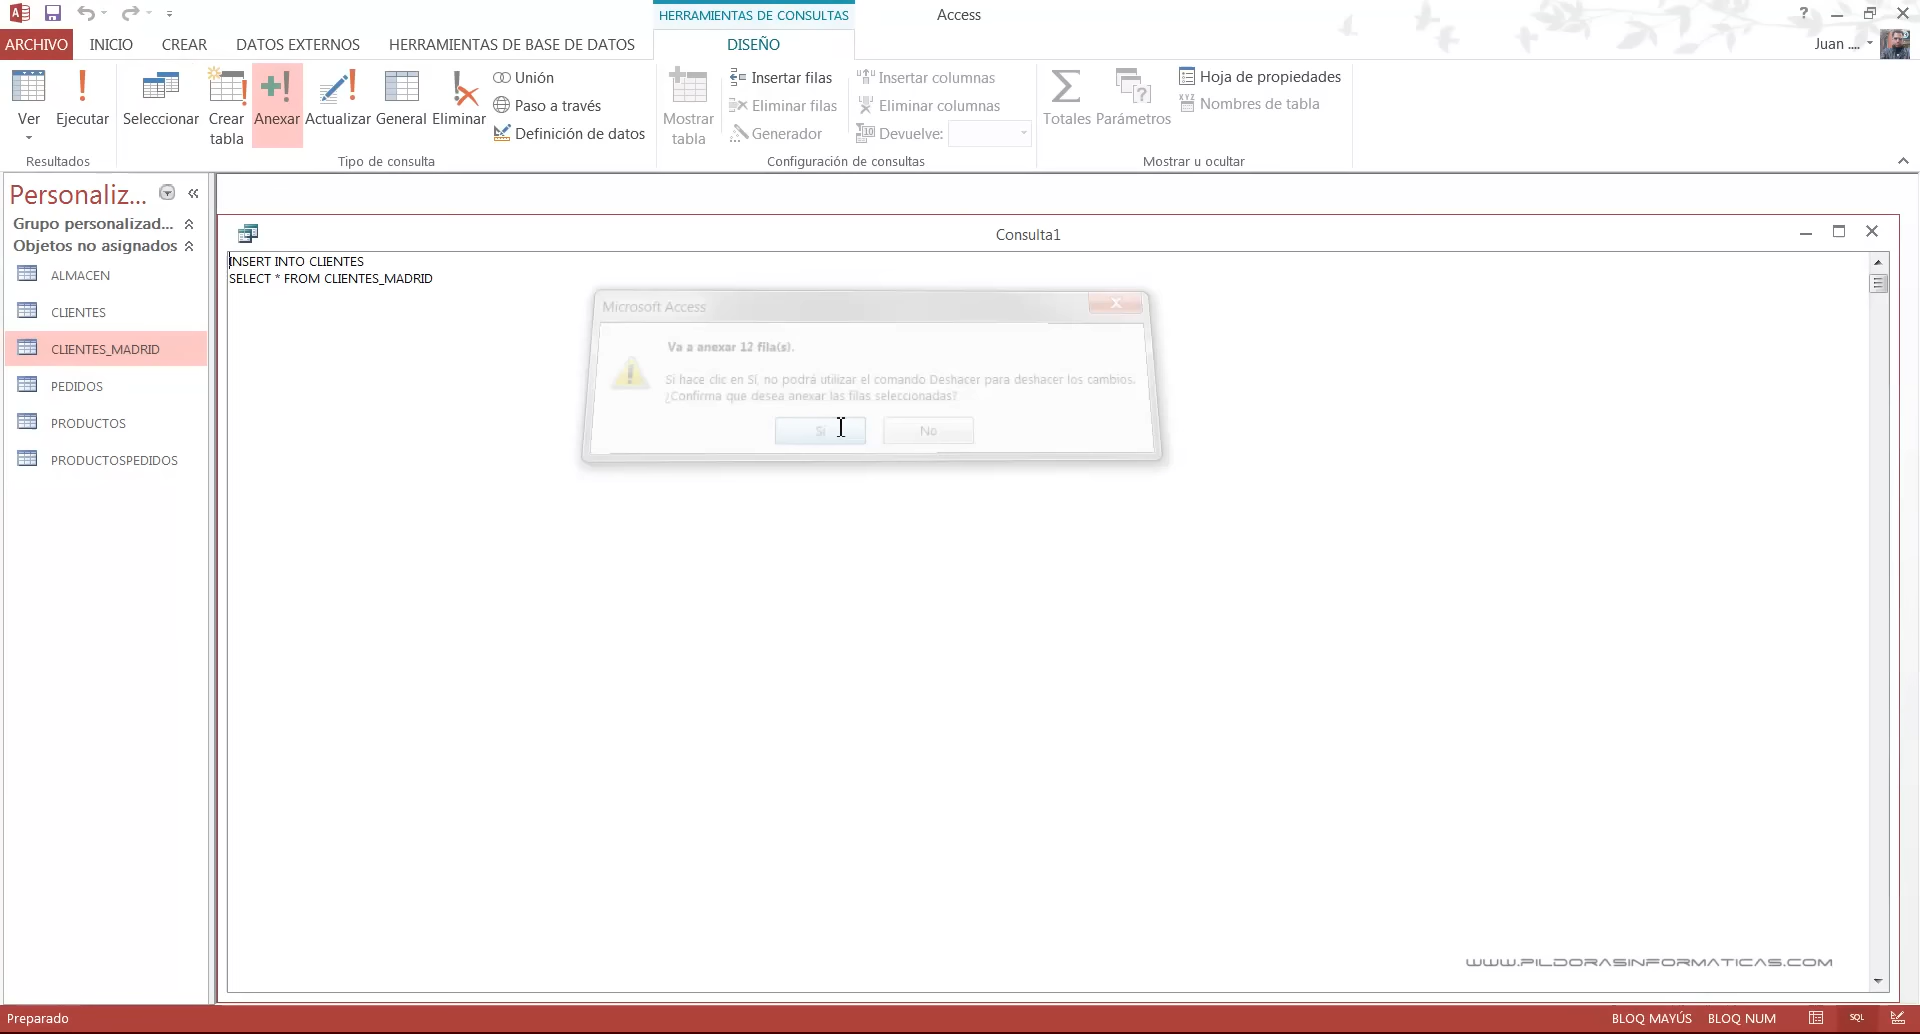 HERRAMIENTAS DE CONSULTAS
Access
?
ARCHIVO INICIO CREAR DATOS EXTERNOS HERRAMIENTAS DE BASE DE DATOS DISEÑO Juan ....
Ver Ejecutar
Resultados
Seleccionar Crear tabla Anexar Actualizar General Eliminar
Unión
Paso a través
Definición de datos
Tipo de consulta
Mostrar tabla
Insertar filas
Eliminar filas
Generador
Insertar columnas
Eliminar columnas
Devuelve:
Configuración de consultas
Totales Parámetros
Hoja de propiedades
Nombres de tabla
Mostrar u ocultar
Personaliz...
Grupo personalizad...
Objetos no asignados
ALMACEN
CLIENTES
CLIENTES_MADRID
PEDIDOS
PRODUCTOS
PRODUCTOSPEDIDOS
Consulta1
INSERT INTO CLIENTES
SELECT * FROM CLIENTES_MADRID
Microsoft Access
Va a anexar 12 fila(s).
Si hace clic en Sí, no podrá utilizar el comando Deshacer para deshacer los cambios.
¿Confirma que desea anexar las filas seleccionadas?
Sí No
WWW.PILDORASINFORMATICAS.COM
Preparado
BLOQ MAYÚS BLOQ NUM SQL